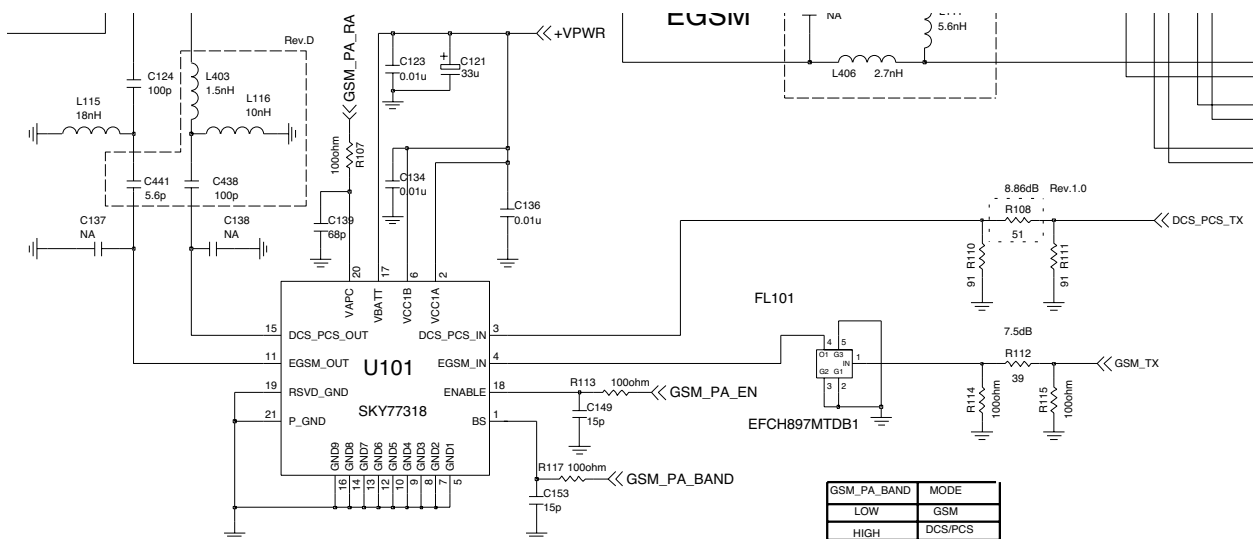 EGSM
NA
5.6nH
L406 2.7nH
Rev.D
GSM_PA_RA
+VPWR
C124
100p
L403
1.5nH
C123
0.01u
+
C121
33u
L115
18nH
L116
10nH
100ohm
R107
C441
5.6p
C438
100p
C134
0.01u
C136
0.01u
C137
NA
C138
NA
C139
68p
8.86dB Rev.1.0
R108
51
DCS_PCS_TX
R110
91
R111
91
20
17
6
2
VAPC
VBATT
VCC1B
VCC1A
FL101
15
DCS_PCS_OUT
DCS_PCS_IN
3
11
EGSM_OUT
EGSM_IN
4
U101
19
RSVD_GND
ENABLE
18
SKY77318
21
P_GND
BS
1
GND9
GND8
GND7
GND6
GND5
GND4
GND3
GND2
GND1
16
14
13
12
10
9
8
7
5
4 5
O1 G3
IN
1
G2 G1
3 2
EFCH897MTDB1
7.5dB
R112
39
GSM_TX
R114
100ohm
R115
100ohm
R113 100ohm
GSM_PA_EN
C149
15p
R117 100ohm
GSM_PA_BAND
C153
15p
GSM_PA_BAND MODE
LOW GSM
HIGH DCS/PCS